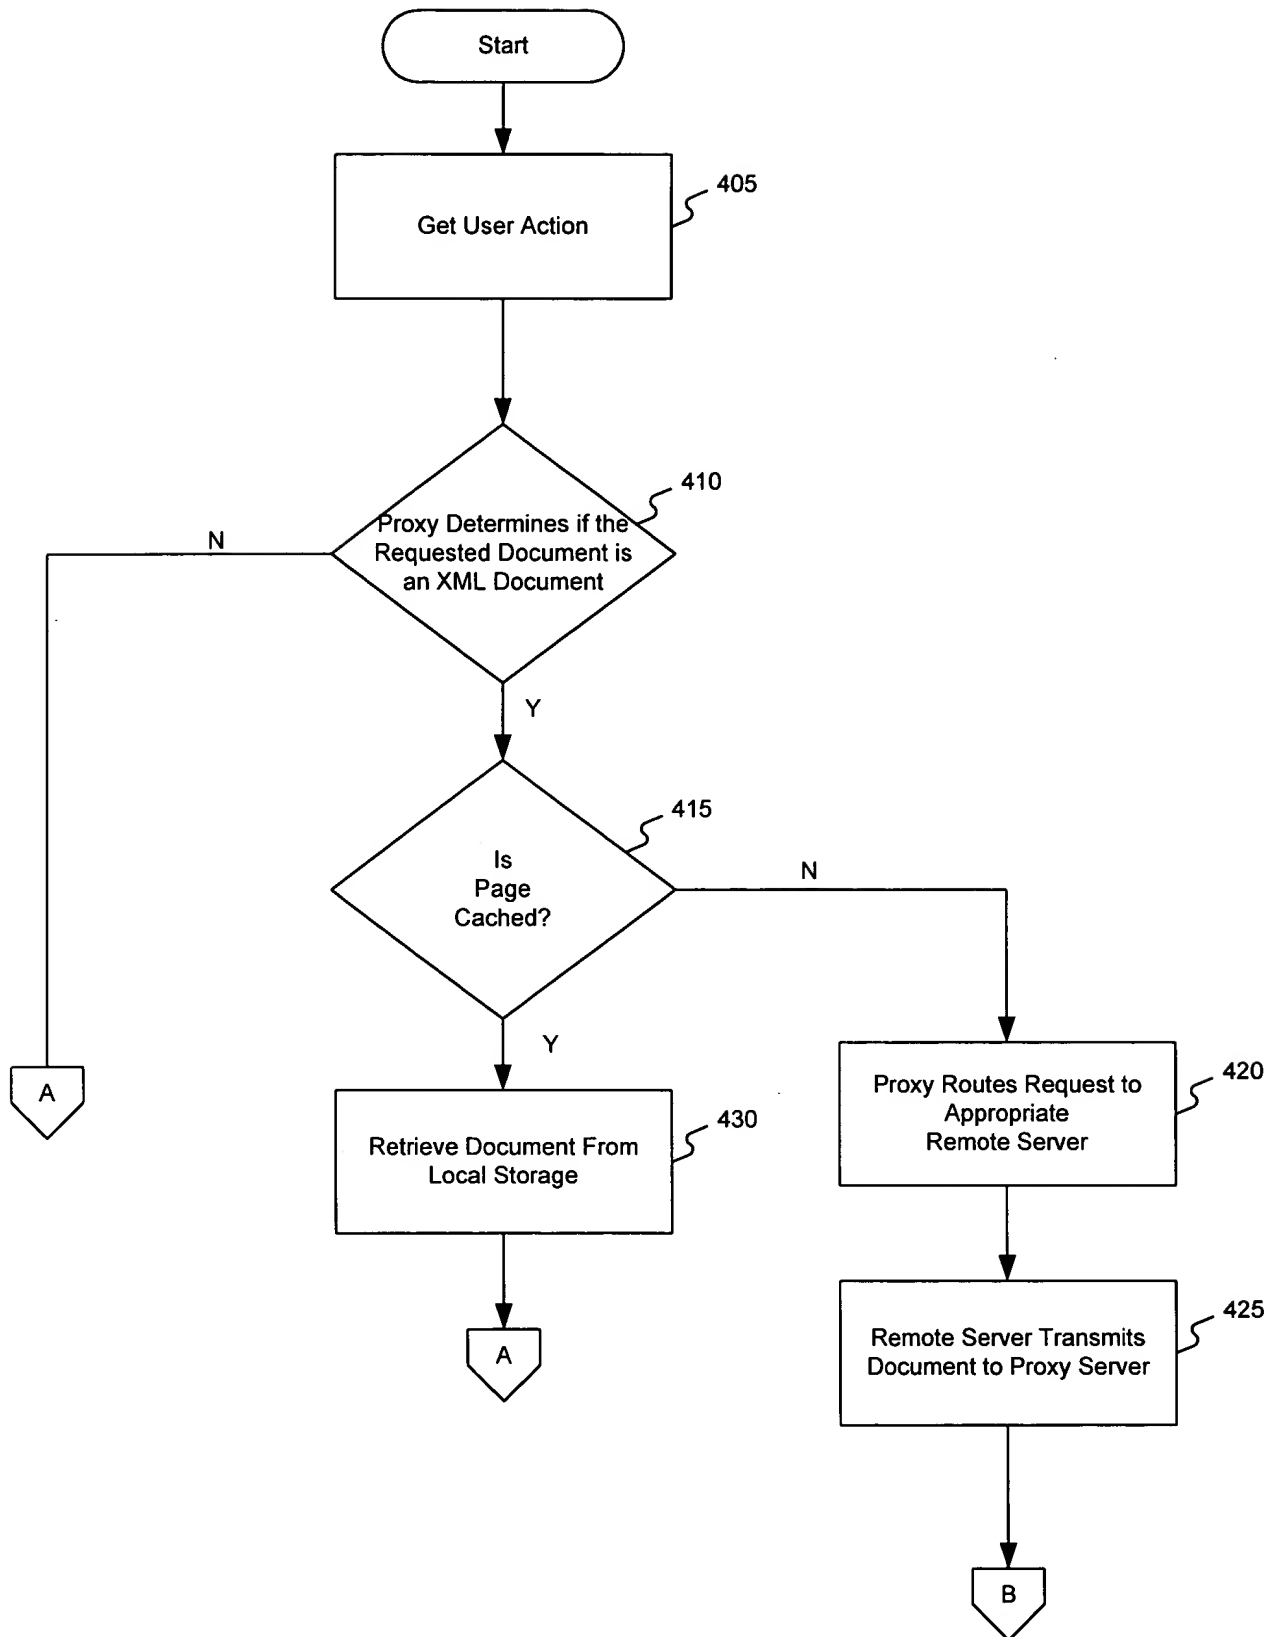 Start
405
Get User Action
410
Proxy Determines if the
Requested Document is
an XML Document
N
Y
415
Is
Page
Cached?
N
Y
A
430
Retrieve Document From
Local Storage
420
Proxy Routes Request to
Appropriate
Remote Server
A
425
Remote Server Transmits
Document to Proxy Server
B